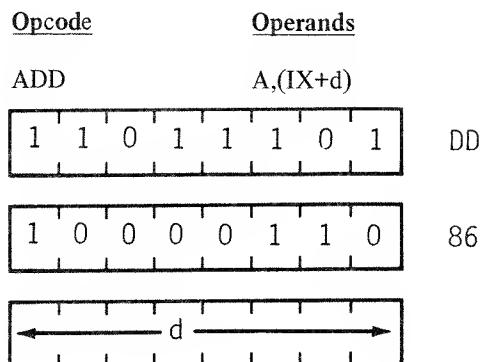 Opcode Operands
ADD A,(IX+d)
1 1 0 1 1 1 0 1 DD
1 0 0 0 0 1 1 0 86
d